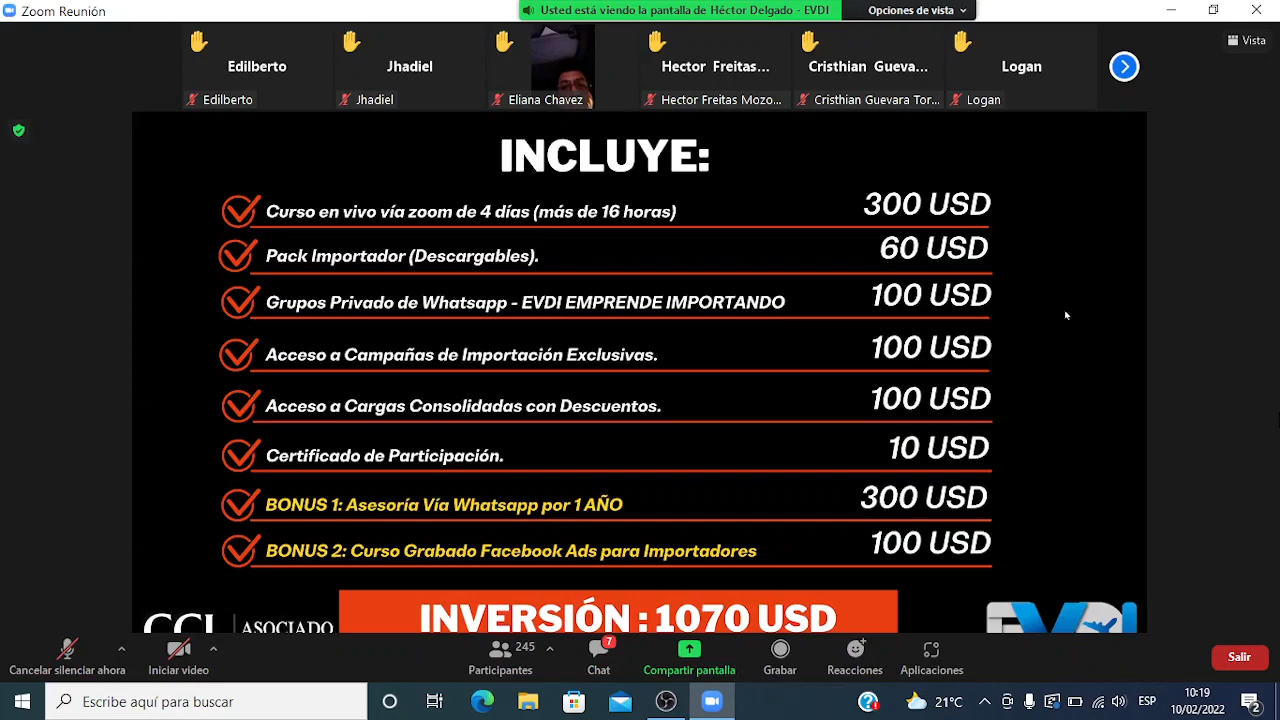 Zoom Reunión
Usted está viendo la pantalla de Héctor Delgado - EVDI
Opciones de vista
Edilberto
Jhadiel
Hector Freitas...
Cristhian Gueva...
Logan
Vista
Edilberto
Jhadiel
Eliana Chavez
Hector Freitas Mozo...
Cristhian Guevara Tor...
Logan
INCLUYE:
Curso en vivo vía zoom de 4 días (más de 16 horas) 300 USD
Pack Importador (Descargables). 60 USD
Grupos Privado de Whatsapp - EVDI EMPRENDE IMPORTANDO 100 USD
Acceso a Campañas de Importación Exclusivas. 100 USD
Acceso a Cargas Consolidadas con Descuentos. 100 USD
Certificado de Participación. 10 USD
BONUS 1: Asesoría Vía Whatsapp por 1 AÑO 300 USD
BONUS 2: Curso Grabado Facebook Ads para Importadores 100 USD
INVERSIÓN : 1070 USD
ASOCIADO
EVDI
245
7
Cancelar silenciar ahora
Iniciar video
Participantes
Chat
Compartir pantalla
Grabar
Reacciones
Aplicaciones
Salir
Escribe aquí para buscar
21°C
ESP
10:19
10/02/2022
2